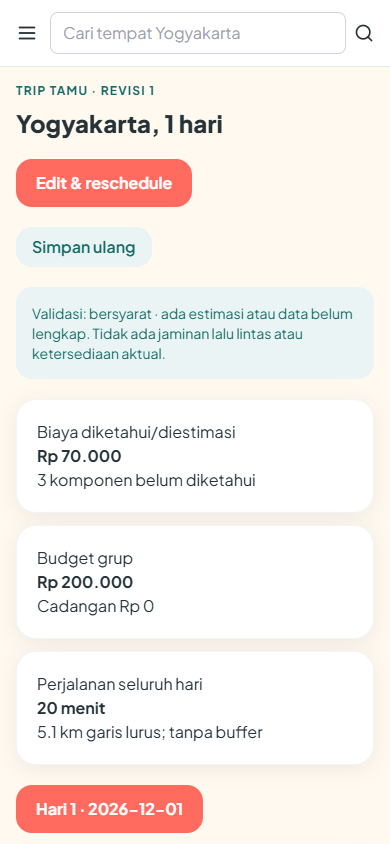 Cari tempat Yogyakarta
TRIP TAMU · REVISI 1
Yogyakarta, 1 hari
Edit & reschedule
Simpan ulang
Validasi: bersyarat · ada estimasi atau data belum
lengkap. Tidak ada jaminan lalu lintas atau
ketersediaan aktual.
Biaya diketahui/diestimasi
Rp 70.000
3 komponen belum diketahui
Budget grup
Rp 200.000
Cadangan Rp 0
Perjalanan seluruh hari
20 menit
5.1 km garis lurus; tanpa buffer
Hari 1 · 2026-12-01